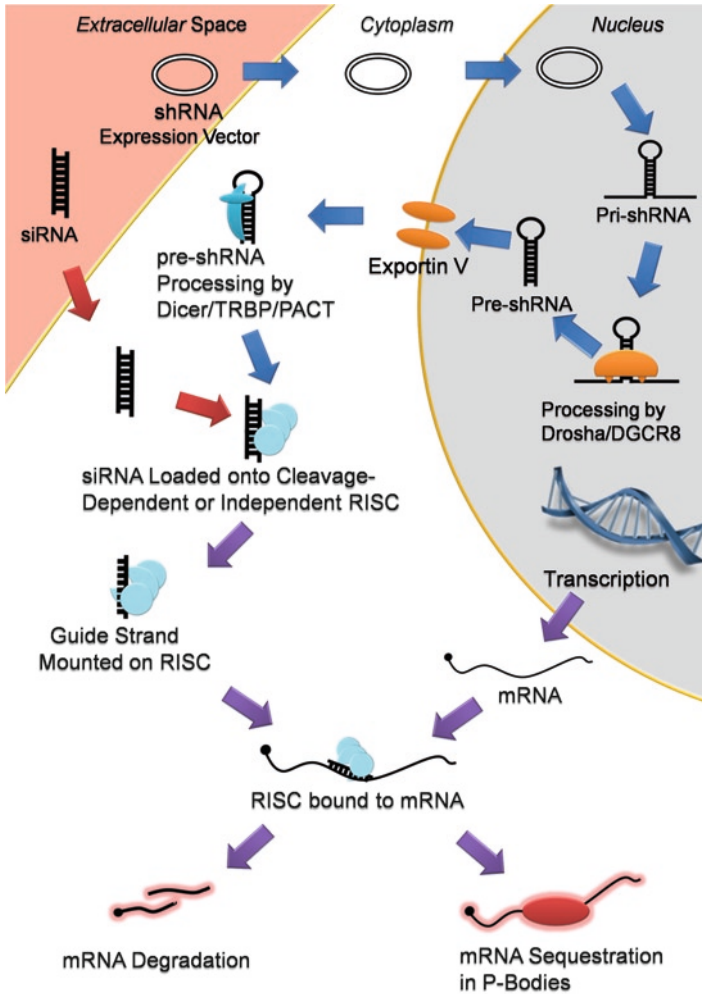 Extracellular Space
Cytoplasm
Nucleus
shRNA
Expression Vector
siRNA
Pri-shRNA
pre-shRNA
Processing by
Dicer/TRBP/PACT
Exportin V
Pre-shRNA
Processing by
Drosha/DGCR8
siRNA Loaded onto Cleavage-
Dependent or Independent RISC
Transcription
Guide Strand
Mounted on RISC
mRNA
RISC bound to mRNA
mRNA Degradation
mRNA Sequestration
in P-Bodies